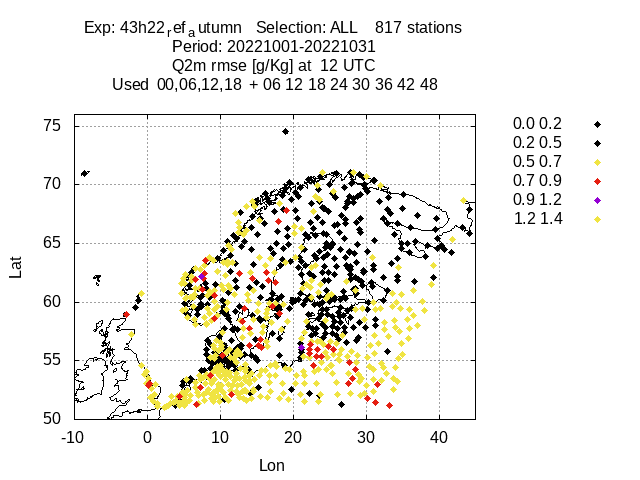 Exp: 43h22refautumn Selection: ALL 817 stations
Period: 20221001-20221031
Q2m rmse [g/Kg] at 12 UTC
Used 00,06,12,18 + 06 12 18 24 30 36 42 48
75
70
65
60
55
50
Lat
-10 0 10 20 30 40
Lon
0.0 0.2
0.2 0.5
0.5 0.7
0.7 0.9
0.9 1.2
1.2 1.4